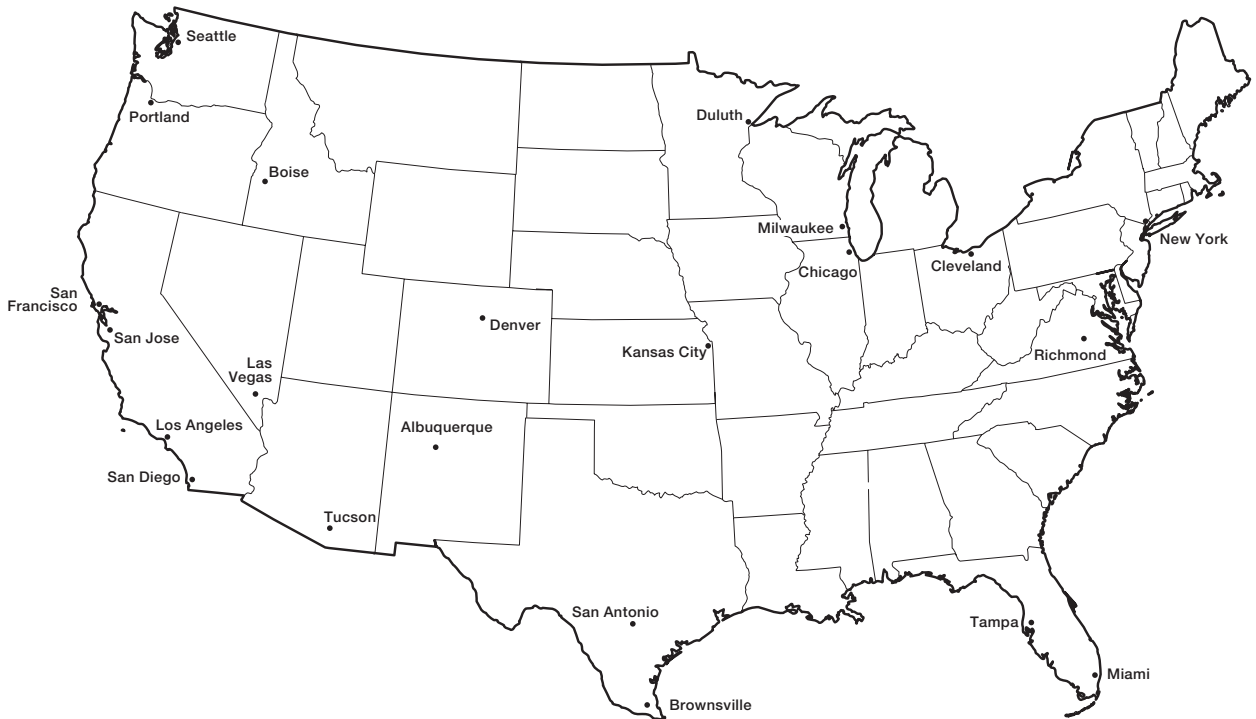 Seattle
Portland
Duluth
Boise
Milwaukee
New York
Chicago
Cleveland
San
Francisco
San Jose
Denver
Kansas City
Richmond
Las
Vegas
Los Angeles
Albuquerque
San Diego
Tucson
San Antonio
Tampa
Miami
Brownsville